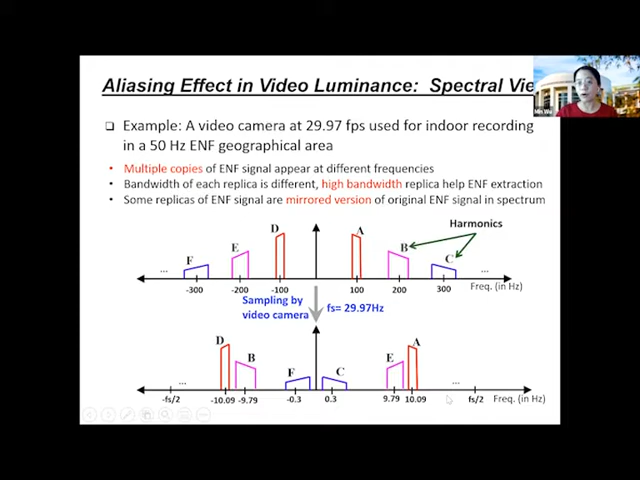 Aliasing Effect in Video Luminance: Spectral Vie
Min Wu
Example: A video camera at 29.97 fps used for indoor recording
in a 50 Hz ENF geographical area
Multiple copies of ENF signal appear at different frequencies
Bandwidth of each replica is different, high bandwidth replica help ENF extraction
Some replicas of ENF signal are mirrored version of original ENF signal in spectrum
Harmonics
D A
F E B C
... ...
-300 -200 -100 100 200 300 Freq. (in Hz)
Sampling by
video camera
fs= 29.97Hz
D B F C E A
... ...
-fs/2 -10.09 -9.79 -0.3 0.3 9.79 10.09 fs/2 Freq. (in Hz)